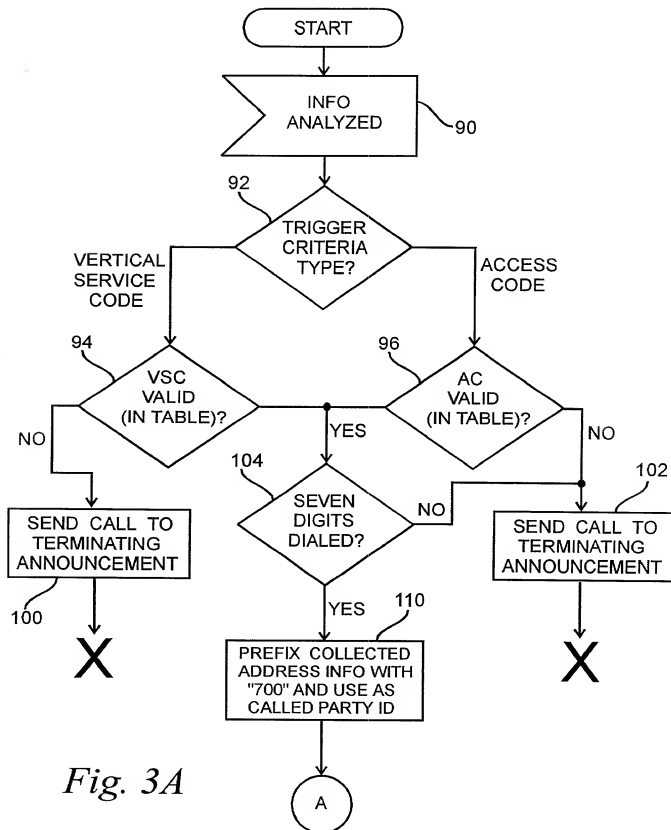 START
INFO
ANALYZED
90
92
TRIGGER
CRITERIA
TYPE?
VERTICAL
SERVICE
CODE
ACCESS
CODE
94
VSC
VALID
(IN TABLE)?
96
AC
VALID
(IN TABLE)?
NO
YES
NO
104
SEVEN
DIGITS
DIALED?
NO
102
SEND CALL TO
TERMINATING
ANNOUNCEMENT
100
SEND CALL TO
TERMINATING
ANNOUNCEMENT
YES
110
X
PREFIX COLLECTED
ADDRESS INFO WITH
"700" AND USE AS
CALLED PARTY ID
X
Fig. 3A
A